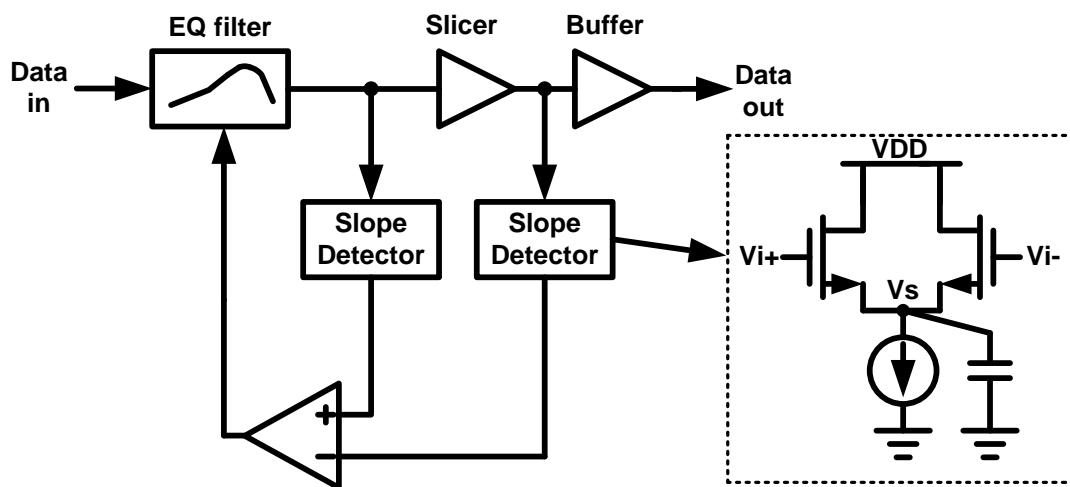 EQ filter
Slicer
Buffer
Data
in
Data
out
Slope
Detector
Slope
Detector
+
−
VDD
Vi+
Vi-
Vs